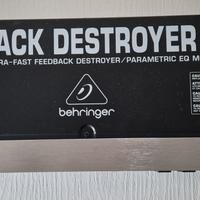 ACK DESTROYER
RA-FAST FEEDBACK DESTROYER/PARAMETRIC EQ M
behringer